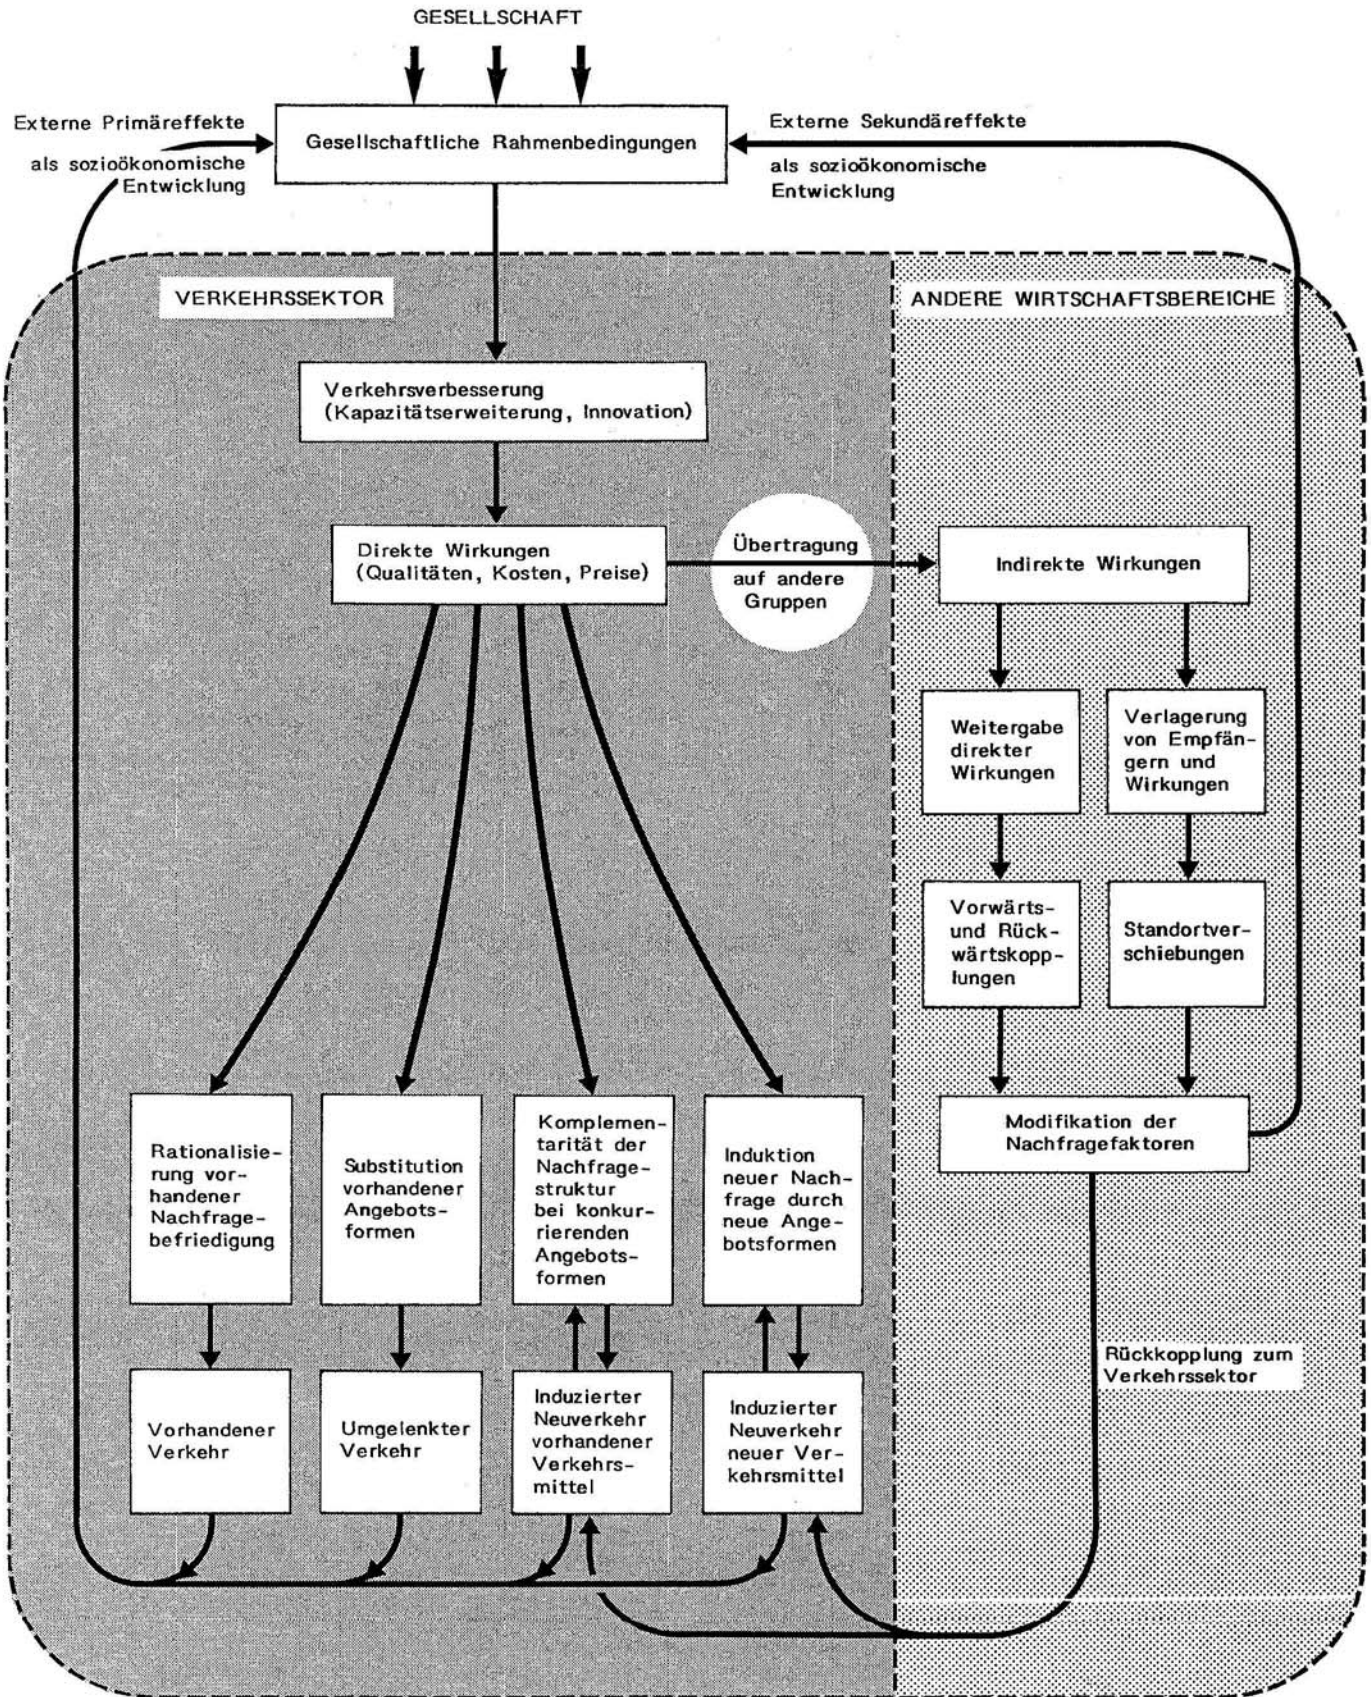 GESELLSCHAFT
Externe Primäreffekte
als sozioökonomische
Entwicklung
Gesellschaftliche Rahmenbedingungen
Externe Sekundäreffekte
als sozioökonomische
Entwicklung
VERKEHRSSEKTOR
ANDERE WIRTSCHAFTSBEREICHE
Verkehrsverbesserung
(Kapazitätserweiterung, Innovation)
Direkte Wirkungen
(Qualitäten, Kosten, Preise)
Übertragung
auf andere
Gruppen
Indirekte Wirkungen
Weitergabe
direkter
Wirkungen
Verlagerung
von Empfän-
gern und
Wirkungen
Vorwärts-
und Rück-
wärtskopp-
lungen
Standortver-
schiebungen
Modifikation der
Nachfragefaktoren
Rationalisie-
rung vor-
handener
Nachfrage-
befriedigung
Substitution
vorhandener
Angebots-
formen
Komplemen-
tarität der
Nachfrage-
struktur
bei konkur-
rierenden
Angebots-
formen
Induktion
neuer Nach-
frage durch
neue Ange-
botsformen
Rückkopplung zum
Verkehrssektor
Vorhandener
Verkehr
Umgelenkter
Verkehr
Induzierter
Neuverkehr
vorhandener
Verkehrs-
mittel
Induzierter
Neuverkehr
neuer Ver-
kehrsmittel